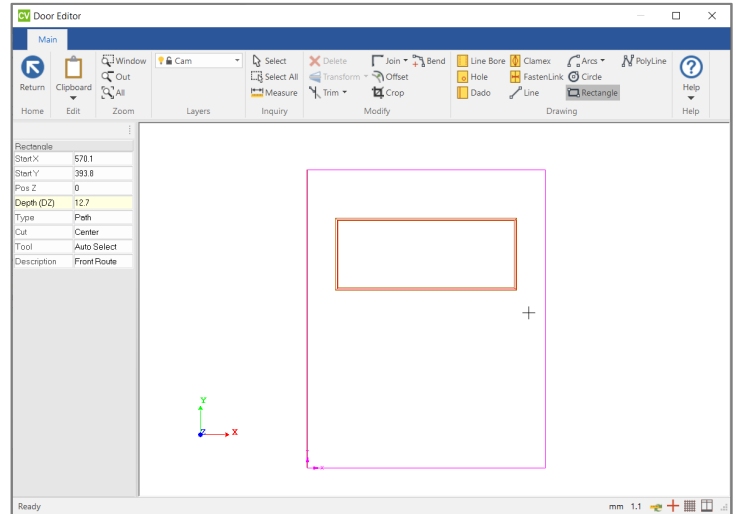 CV Door Editor
Main
Return
Clipboard
Window
Out
All
Cam
Select
Select All
Measure
Delete
Transform
Trim
Join
Bend
Offset
Crop
Line Bore
Hole
Dado
Clamex
FastenLink
Line
Arcs
Circle
Rectangle
PolyLine
Help
Home
Edit
Zoom
Layers
Inquiry
Modify
Drawing
Help
Rectangle
Start X 570.1
Start Y 393.8
Pos Z 0
Depth (DZ) 12.7
Type Path
Cut Center
Tool Auto Select
Description Front Route
Y
Z
X
X
Ready
mm 1.1